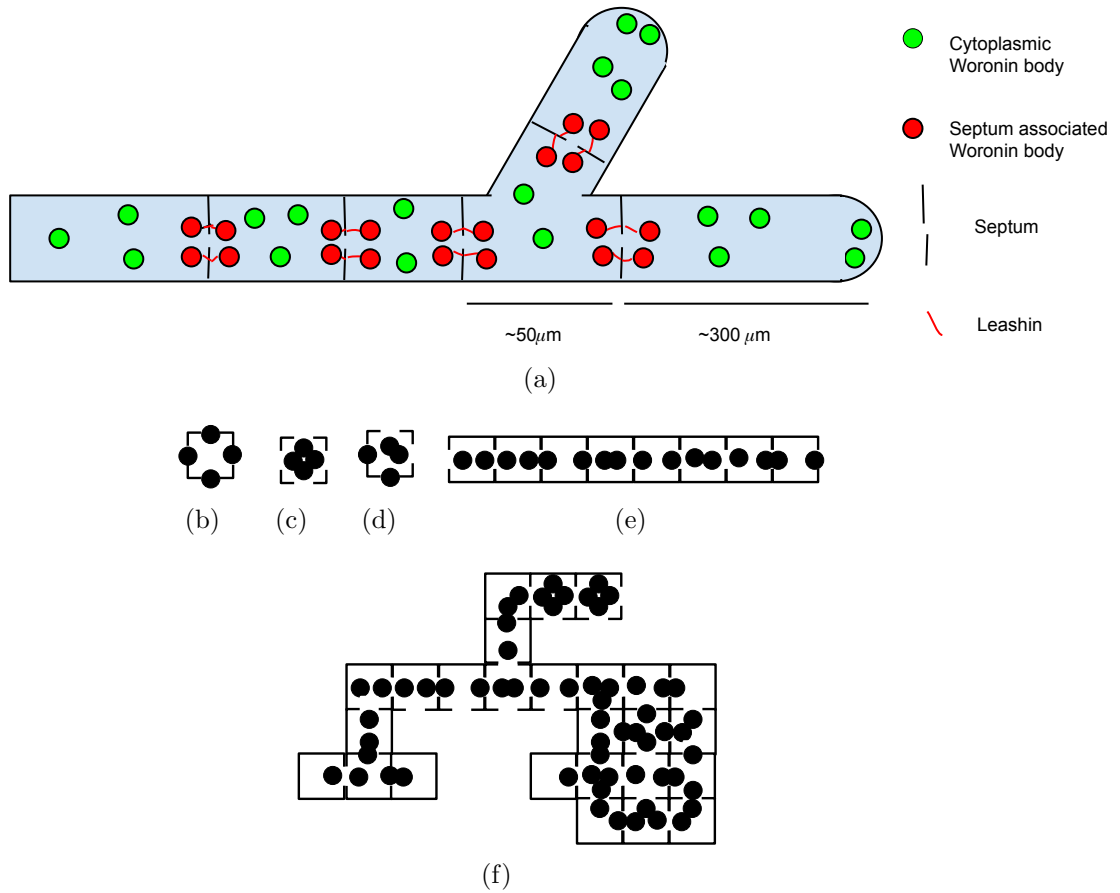 Cytoplasmic
Woronin body
Septum associated
Woronin body
Septum
Leashin
~50μm
~300 μm
(a)
(b)
(c)
(d)
(e)
(f)